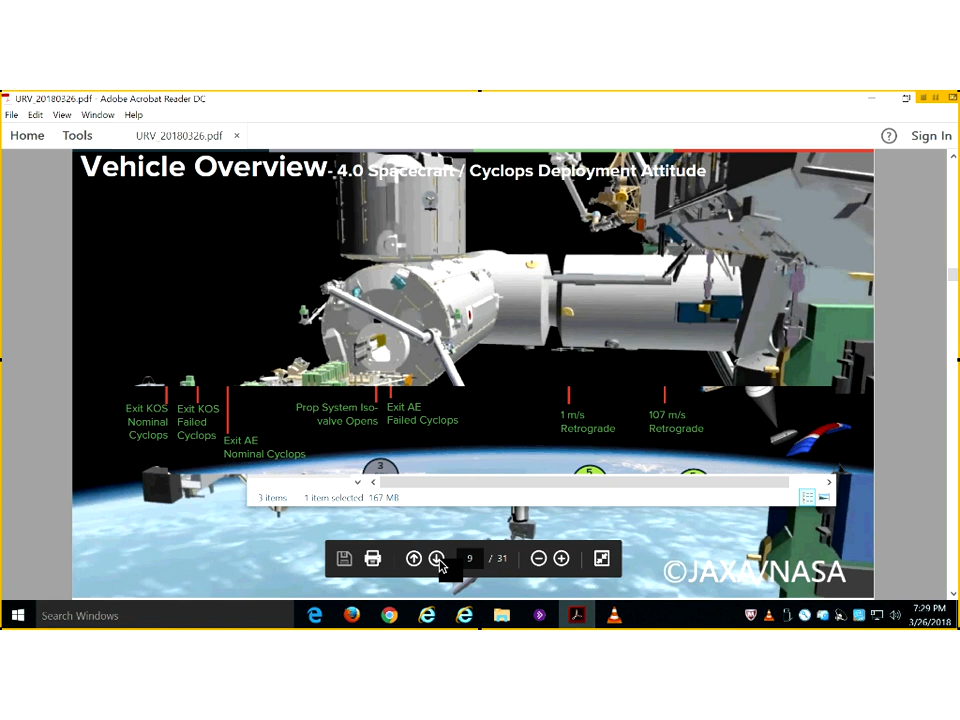 URV_20180326.pdf - Adobe Acrobat Reader DC
File Edit View Window Help
Home Tools URV_20180326.pdf × ? Sign In
Vehicle Overview- 4.0 Spacecraft / Cyclops Deployment Attitude
Exit KOS
Nominal
Cyclops
Exit KOS
Failed
Cyclops
Exit AE
Nominal Cyclops
Prop System Iso-
valve Opens
Exit AE
Failed Cyclops
1 m/s
Retrograde
107 m/s
Retrograde
3
5
3 items 1 item selected 167 MB
9 / 31
©JAXA/NASA
Search Windows
7:29 PM
3/26/2018